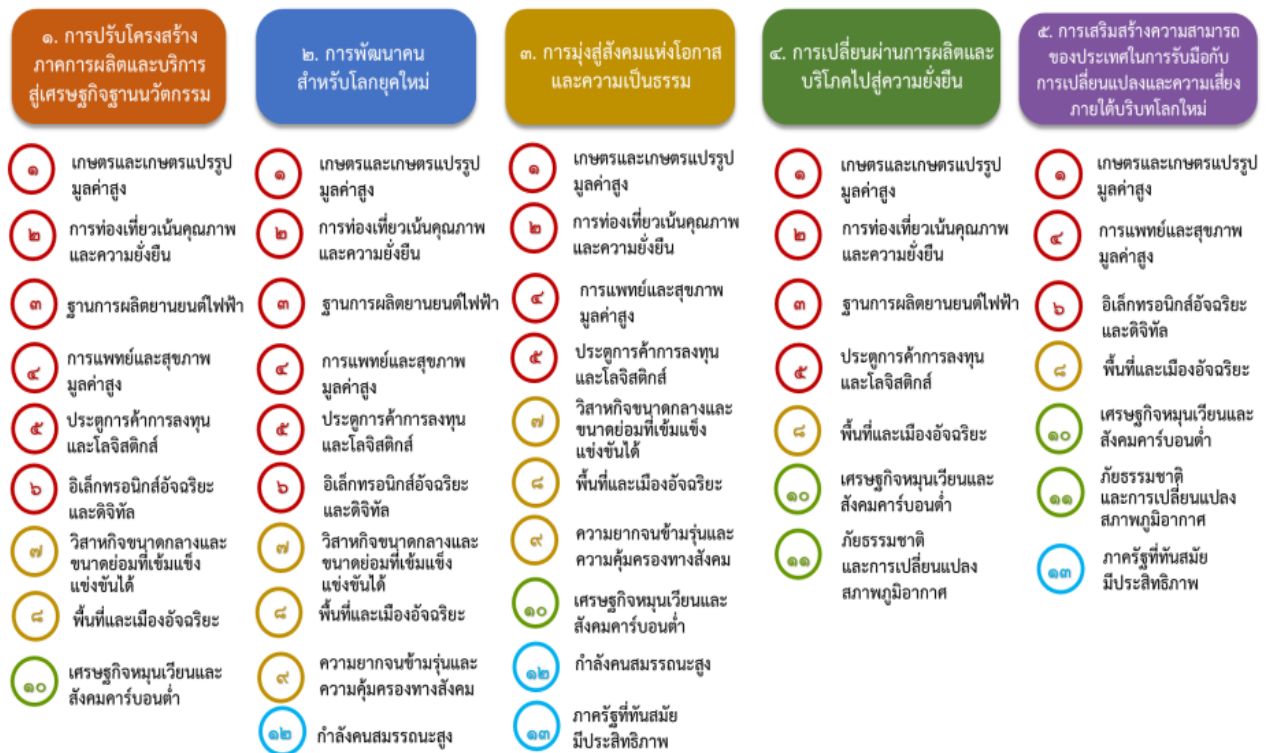 ๑. การปรับโครงสร้าง
ภาคการผลิตและบริการ
สู่เศรษฐกิจฐานนวัตกรรม
๑
เกษตรและเกษตรแปรรูป
มูลค่าสูง
๒
การท่องเที่ยวเน้นคุณภาพ
และความยั่งยืน
๓
ฐานการผลิตยานยนต์ไฟฟ้า
๔
การแพทย์และสุขภาพ
มูลค่าสูง
๕
ประตูการค้าการลงทุน
และโลจิสติกส์
๖
อิเล็กทรอนิกส์อัจฉริยะ
และดิจิทัล
๗
วิสาหกิจขนาดกลางและ
ขนาดย่อมที่เข้มแข็ง
แข่งขันได้
๘
พื้นที่และเมืองอัจฉริยะ
๑๐
เศรษฐกิจหมุนเวียนและ
สังคมคาร์บอนต่ำ
๒. การพัฒนาคน
สำหรับโลกยุคใหม่
๑
เกษตรและเกษตรแปรรูป
มูลค่าสูง
๒
การท่องเที่ยวเน้นคุณภาพ
และความยั่งยืน
๓
ฐานการผลิตยานยนต์ไฟฟ้า
๔
การแพทย์และสุขภาพ
มูลค่าสูง
๕
ประตูการค้าการลงทุน
และโลจิสติกส์
๖
อิเล็กทรอนิกส์อัจฉริยะ
และดิจิทัล
๗
วิสาหกิจขนาดกลางและ
ขนาดย่อมที่เข้มแข็ง
แข่งขันได้
๘
พื้นที่และเมืองอัจฉริยะ
๙
ความยากจนข้ามรุ่นและ
ความคุ้มครองทางสังคม
๑๒
กำลังคนสมรรถนะสูง
๓. การมุ่งสู่สังคมแห่งโอกาส
และความเป็นธรรม
๑
เกษตรและเกษตรแปรรูป
มูลค่าสูง
๒
การท่องเที่ยวเน้นคุณภาพ
และความยั่งยืน
๔
การแพทย์และสุขภาพ
มูลค่าสูง
๕
ประตูการค้าการลงทุน
และโลจิสติกส์
๗
วิสาหกิจขนาดกลางและ
ขนาดย่อมที่เข้มแข็ง
แข่งขันได้
๘
พื้นที่และเมืองอัจฉริยะ
๙
ความยากจนข้ามรุ่นและ
ความคุ้มครองทางสังคม
๑๐
เศรษฐกิจหมุนเวียนและ
สังคมคาร์บอนต่ำ
๑๒
กำลังคนสมรรถนะสูง
๑๓
ภาครัฐที่ทันสมัย
มีประสิทธิภาพ
๔. การเปลี่ยนผ่านการผลิตและ
บริโภคไปสู่ความยั่งยืน
๑
เกษตรและเกษตรแปรรูป
มูลค่าสูง
๒
การท่องเที่ยวเน้นคุณภาพ
และความยั่งยืน
๓
ฐานการผลิตยานยนต์ไฟฟ้า
๕
ประตูการค้าการลงทุน
และโลจิสติกส์
๘
พื้นที่และเมืองอัจฉริยะ
๑๐
เศรษฐกิจหมุนเวียนและ
สังคมคาร์บอนต่ำ
๑๑
ภัยธรรมชาติ
และการเปลี่ยนแปลง
สภาพภูมิอากาศ
๕. การเสริมสร้างความสามารถ
ของประเทศในการรับมือกับ
การเปลี่ยนแปลงและความเสี่ยง
ภายใต้บริบทโลกใหม่
๑
เกษตรและเกษตรแปรรูป
มูลค่าสูง
๔
การแพทย์และสุขภาพ
มูลค่าสูง
๖
อิเล็กทรอนิกส์อัจฉริยะ
และดิจิทัล
๘
พื้นที่และเมืองอัจฉริยะ
๑๐
เศรษฐกิจหมุนเวียนและ
สังคมคาร์บอนต่ำ
๑๑
ภัยธรรมชาติ
และการเปลี่ยนแปลง
สภาพภูมิอากาศ
๑๓
ภาครัฐที่ทันสมัย
มีประสิทธิภาพ